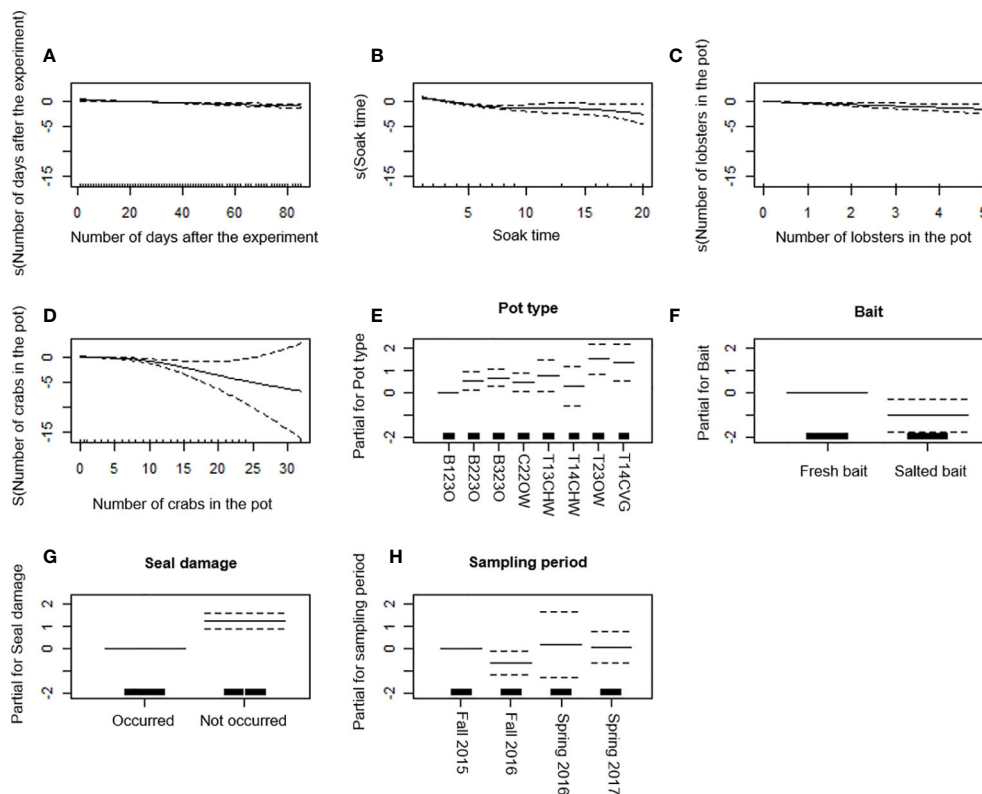 A
s(Number of days after the experiment)
0
-5
-15
0 20 40 60 80
Number of days after the experiment
B
s(Soak time)
0
-5
-15
5 10 15 20
Soak time
C
s(Number of lobsters in the pot)
0
-5
-15
0 1 2 3 4 5
Number of lobsters in the pot
D
S(Number of crabs in the pot)
0
-5
-15
0 5 10 15 20 25 30
Number of crabs in the pot
E
Pot type
Partial for Pot type
2
1
0
-2
B123O
B223O
B323O
C22OW
T13CHW
T14CHW
T23OW
T14CVG
F
Bait
Partial for Bait
2
1
0
-2
Fresh bait Salted bait
G
Seal damage
Partial for Seal damage
2
1
0
-2
Occurred Not occurred
H
Sampling period
Partial for sampling period
2
1
0
-2
Fall 2015
Fall 2016
Spring 2016
Spring 2017